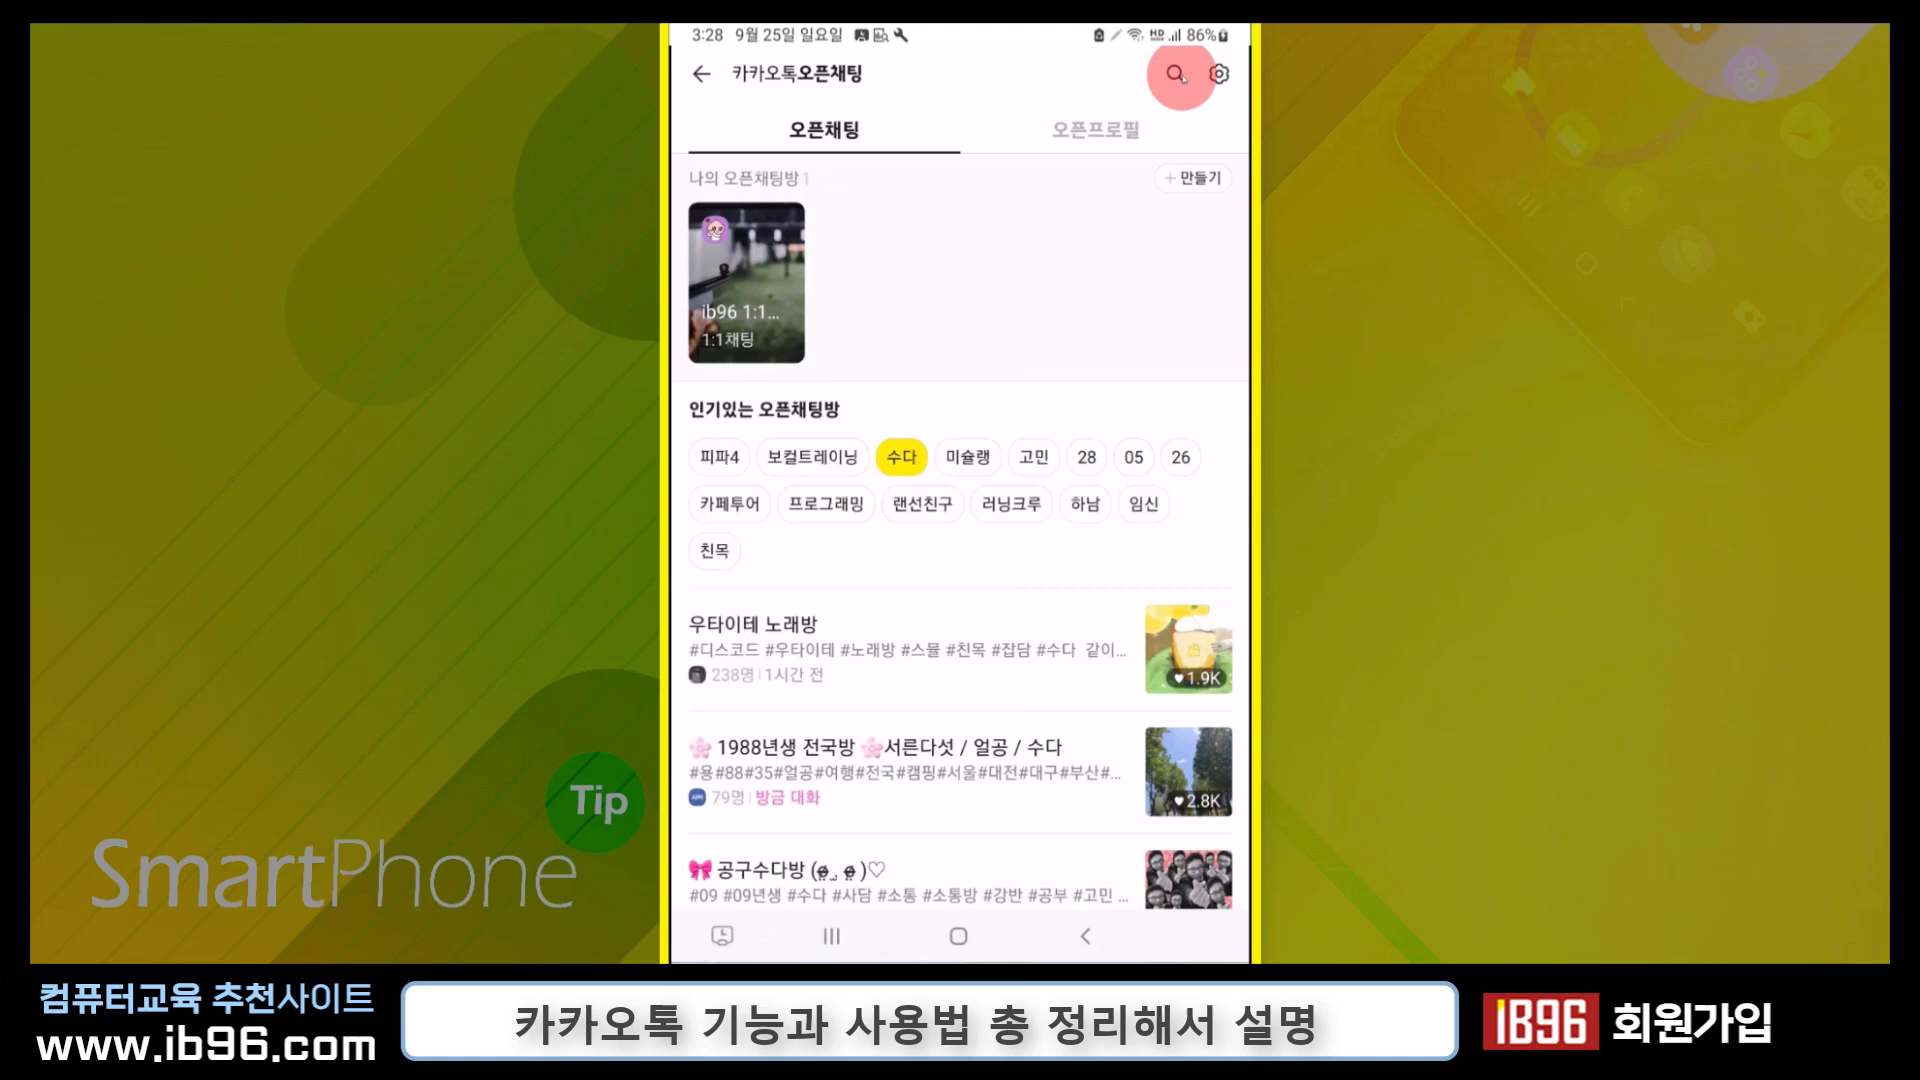 3:28 9월 25일 일요일
86%
카카오톡오픈채팅
오픈채팅 오픈프로필
나의 오픈채팅방 1
+ 만들기
ib96 1:1...
1:1채팅
인기있는 오픈채팅방
피파4 보컬트레이닝 수다 미슐랭 고민 28 05 26
카페투어 프로그래밍 랜선친구 러닝크루 하남 임신
친목
우타이테 노래방
#디스코드 #우타이테 #노래방 #스뮬 #친목 #잡담 #수다 같이...
238명 | 1시간 전
♥1.9K
🌸 1988년생 전국방 🌸서른다섯 / 얼공 / 수다
#용#88#35#얼공#여행#전국#캠핑#서울#대전#대구#부산#...
79명 | 방금 대화
♥2.8K
🎀 공구수다방
#09 #09년생 #수다 #사담 #소통 #소통방 #강반 #공부 #고민 ...
Tip
SmartPhone
컴퓨터교육 추천사이트
www.ib96.com
카카오톡 기능과 사용법 총 정리해서 설명
IB96 회원가입